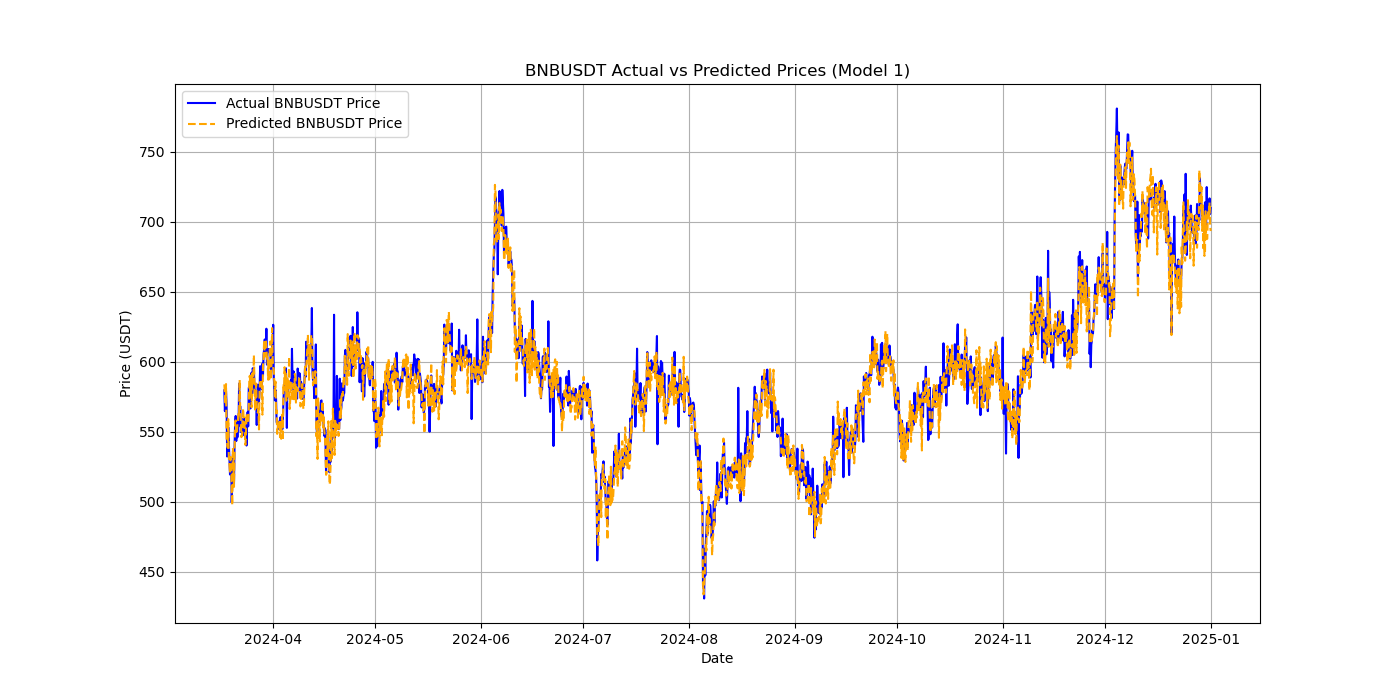 BNBUSDT Actual vs Predicted Prices (Model 1)
Actual BNBUSDT Price
Predicted BNBUSDT Price
Price (USDT)
750
700
650
600
550
500
450
2024-04 2024-05 2024-06 2024-07 2024-08 2024-09 2024-10 2024-11 2024-12 2025-01
Date